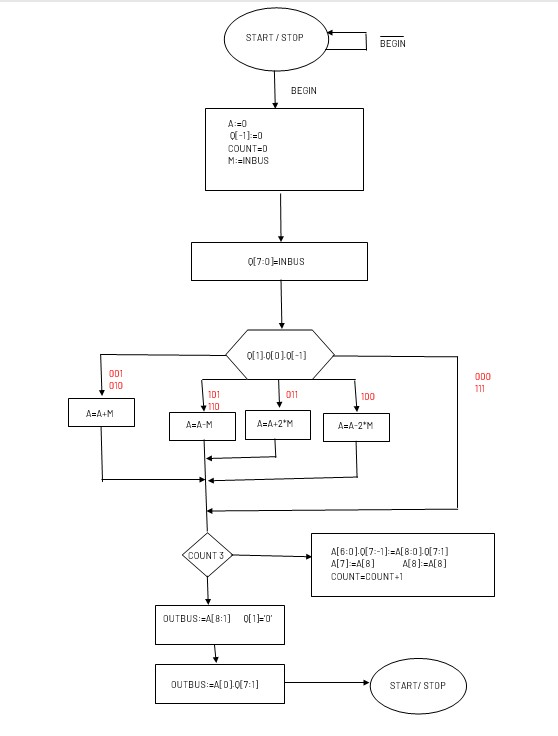 START / STOP
BEGIN
BEGIN
A:=0
Q[-1]:=0
COUNT=0
M:=INBUS
Q[7:0]=INBUS
Q[1].Q[0].Q[-1]
001
010
101
110
011
100
000
111
A=A+M
A=A-M
A=A+2*M
A=A-2*M
COUNT 3
A[6:0].Q[7:-1]:=A[8:0].Q[7:1]
A[7]:=A[8] A[8]:=A[8]
COUNT=COUNT+1
OUTBUS:=A[8:1] Q[1]='0'
OUTBUS:=A[0].Q[7:1]
START/ STOP